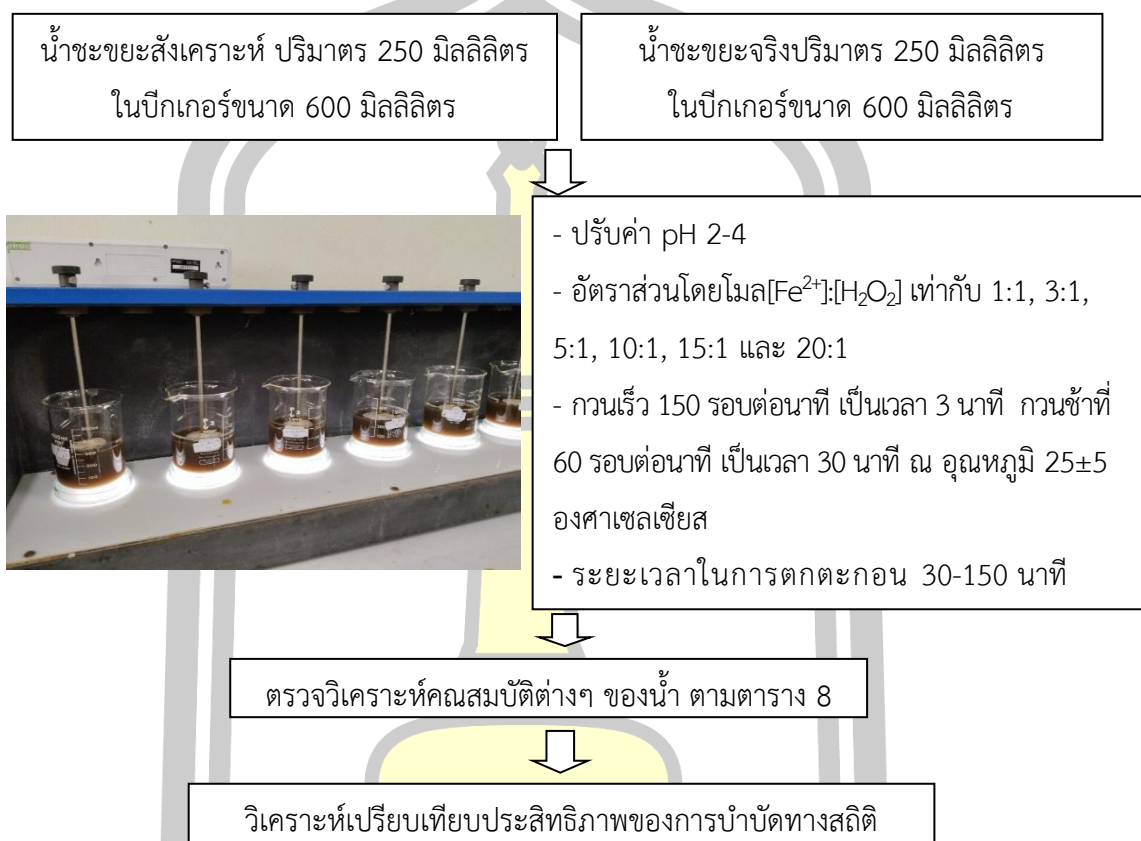 น้ำชะขยะสังเคราะห์ ปริมาตร 250 มิลลิลิตร
ในบีกเกอร์ขนาด 600 มิลลิลิตร
น้ำชะขยะจริงปริมาตร 250 มิลลิลิตร
ในบีกเกอร์ขนาด 600 มิลลิลิตร
- ปรับค่า pH 2-4
- อัตราส่วนโดยโมล[Fe²⁺]:[H₂O₂] เท่ากับ 1:1, 3:1,
5:1, 10:1, 15:1 และ 20:1
- กวนเร็ว 150 รอบต่อนาที เป็นเวลา 3 นาที กวนช้าที่
60 รอบต่อนาที เป็นเวลา 30 นาที ณ อุณหภูมิ 25±5
องศาเซลเซียส
- ระยะเวลาในการตกตะกอน 30-150 นาที
ตรวจวิเคราะห์คณสมบัติต่างๆ ของน้ำ ตามตาราง 8
วิเคราะห์เปรียบเทียบประสิทธิภาพของการบำบัดทางสถิติ